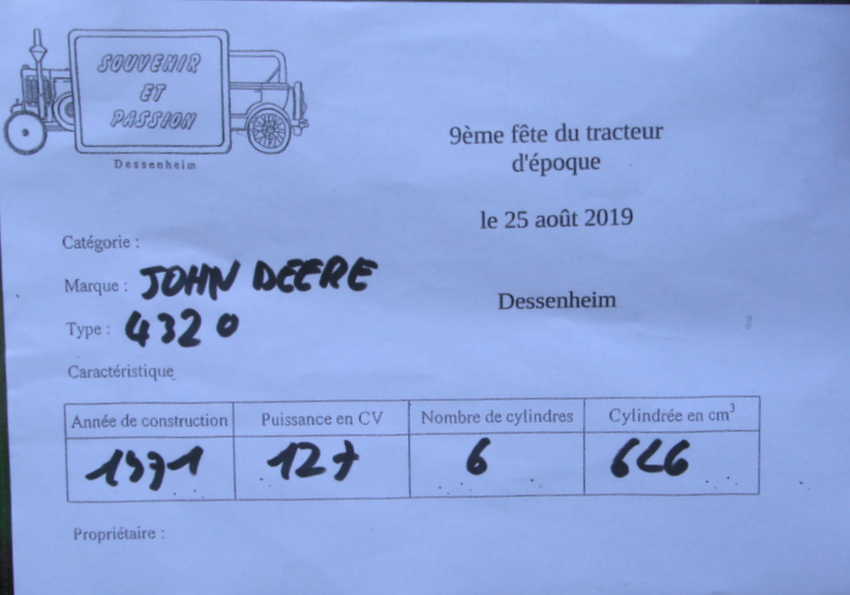 SOUVENIR
ET
PASSION
Dessenheim
9ème fête du tracteur
d'époque
le 25 août 2019
Dessenheim
Catégorie :
Marque : JOHN DEERE
Type : 4320
Caractéristique
Année de construction Puissance en CV Nombre de cylindres Cylindrée en cm³
1971 127 6
Propriétaire :